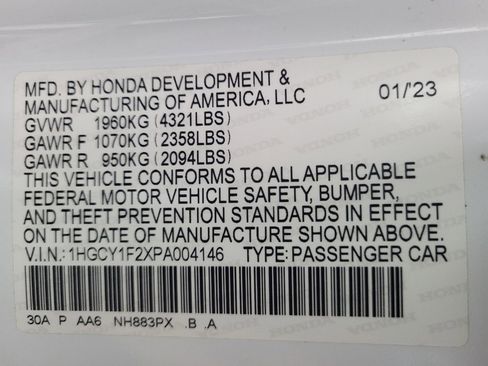 MFD. BY HONDA DEVELOPMENT &
MANUFACTURING OF AMERICA, LLC 01/'23
GVWR 1960KG (4321LBS)
GAWR F 1070KG (2358LBS)
GAWR R 950KG (2094LBS)
THIS VEHICLE CONFORMS TO ALL APPLICABLE
FEDERAL MOTOR VEHICLE SAFETY, BUMPER,
AND THEFT PREVENTION STANDARDS IN EFFECT
ON THE DATE OF MANUFACTURE SHOWN ABOVE.
V.I.N.: 1HGCY1F2XPA004146 TYPE: PASSENGER CAR
30A P AA6 NH883PX .B .A